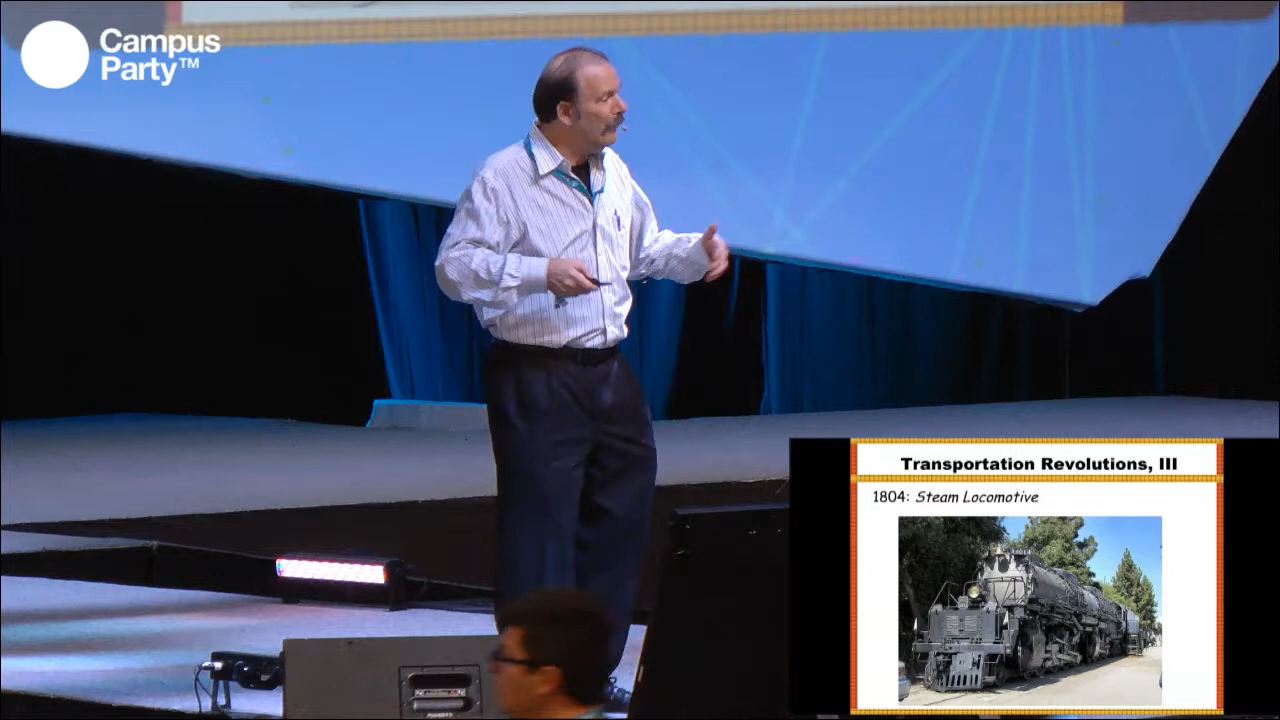 Campus
Party™
Transportation Revolutions, III
1804: Steam Locomotive